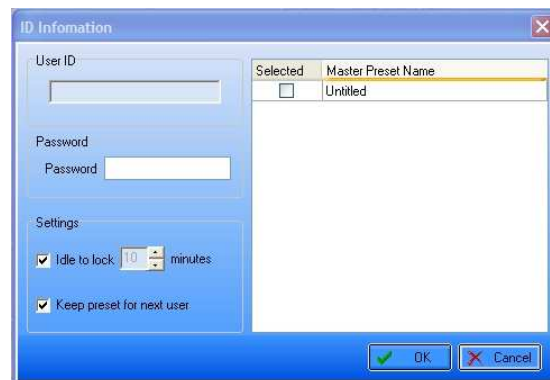 ID Infomation
User ID
Password
Password
Settings
Idle to lock 10 minutes
Keep preset for next user
Selected Master Preset Name
Untitled
OK Cancel